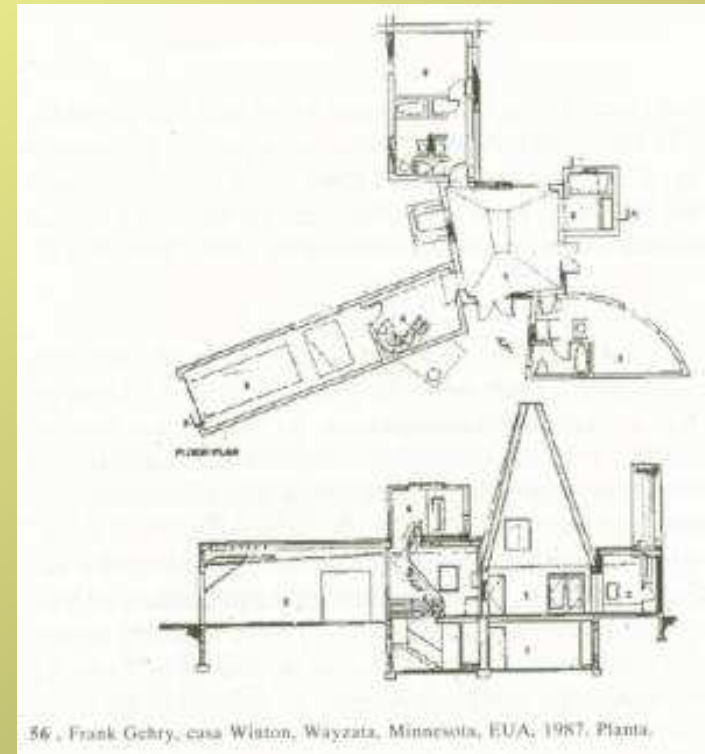 FLOOR PLAN
56 . Frank Gehry, casa Winton, Wayzata, Minnesota, EUA, 1987. Planta.